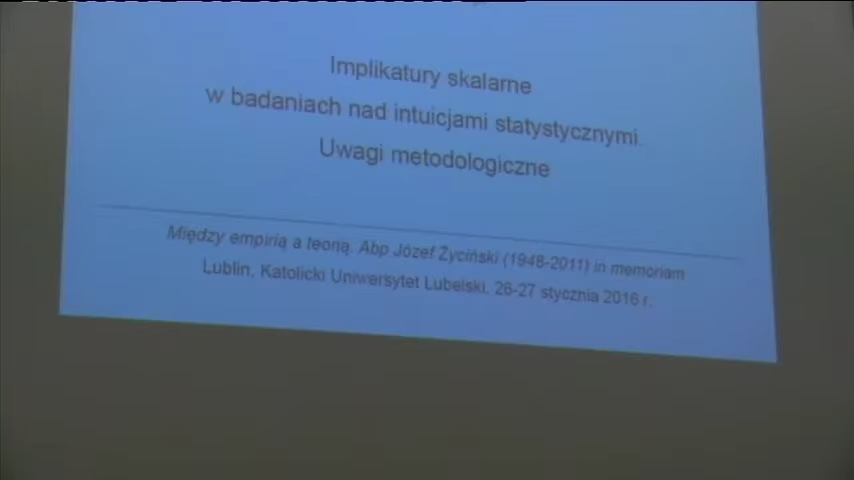 Implikatury skalarne
w badaniach nad intuicjami statystycznymi.
Uwagi metodologiczne
Między empirią a teorią. Abp Józef Życiński (1948-2011) in memoriam
Lublin, Katolicki Uniwersytet Lubelski, 26-27 stycznia 2016 r.